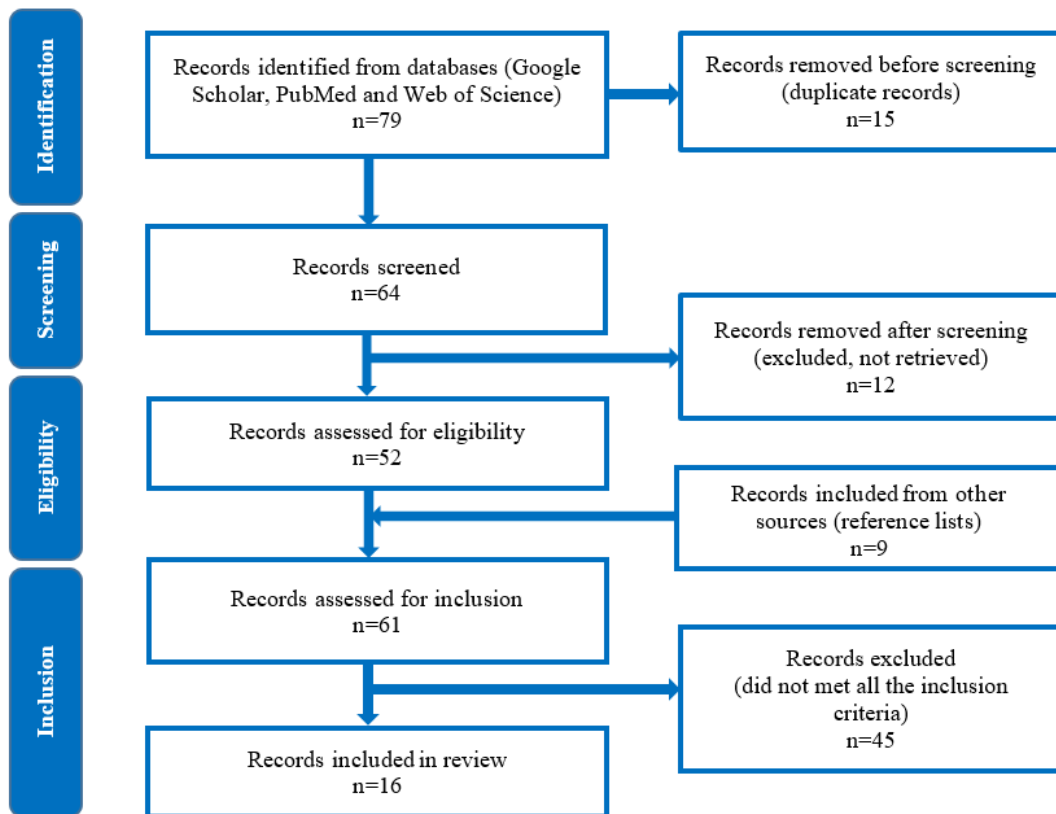 Identification
Records identified from databases (Google
Scholar, PubMed and Web of Science)
n=79
Records removed before screening
(duplicate records)
n=15
Screening
Records screened
n=64
Records removed after screening
(excluded, not retrieved)
n=12
Eligibility
Records assessed for eligibility
n=52
Records included from other
sources (reference lists)
n=9
Inclusion
Records assessed for inclusion
n=61
Records excluded
(did not met all the inclusion
criteria)
n=45
Records included in review
n=16